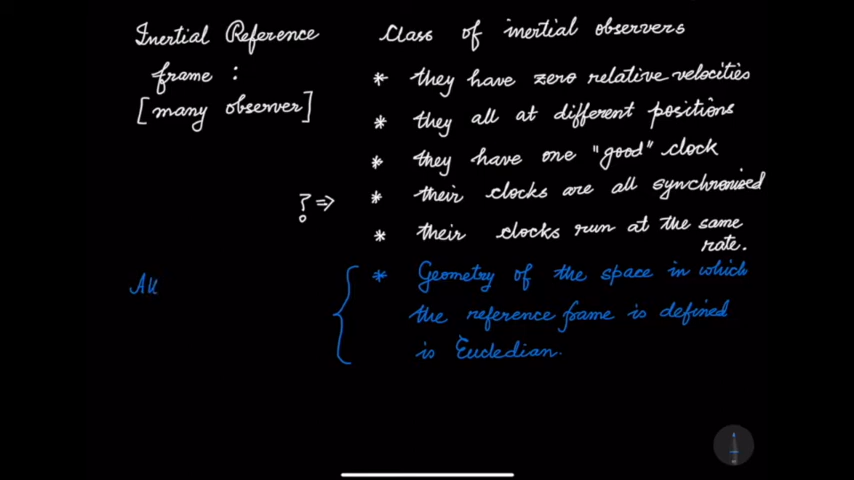 Inertial Reference
frame :
[many observer]
Class of inertial observers
* they have zero relative velocities
* they all at different positions
* they have one "good" clock
? ⇒ * their clocks are all synchronised
* their clocks run at the same
rate.
All
* Geometry of the space in which
the reference frame is defined
is Eucledian.